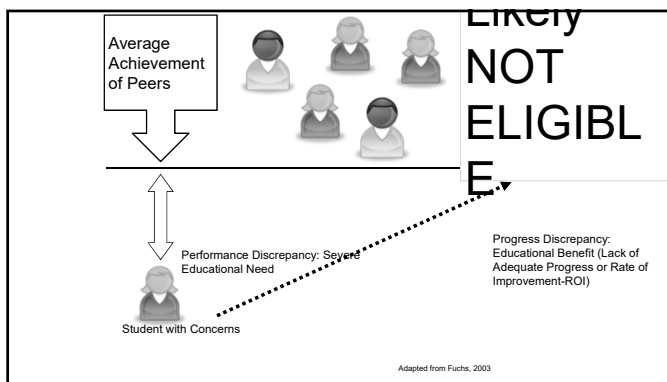 Average
Achievement
of Peers
Likely
NOT
ELIGIBL
E
Performance Discrepancy: Severe
Educational Need
Progress Discrepancy:
Educational Benefit (Lack of
Adequate Progress or Rate of
Improvement-ROI)
Student with Concerns
Adapted from Fuchs, 2003